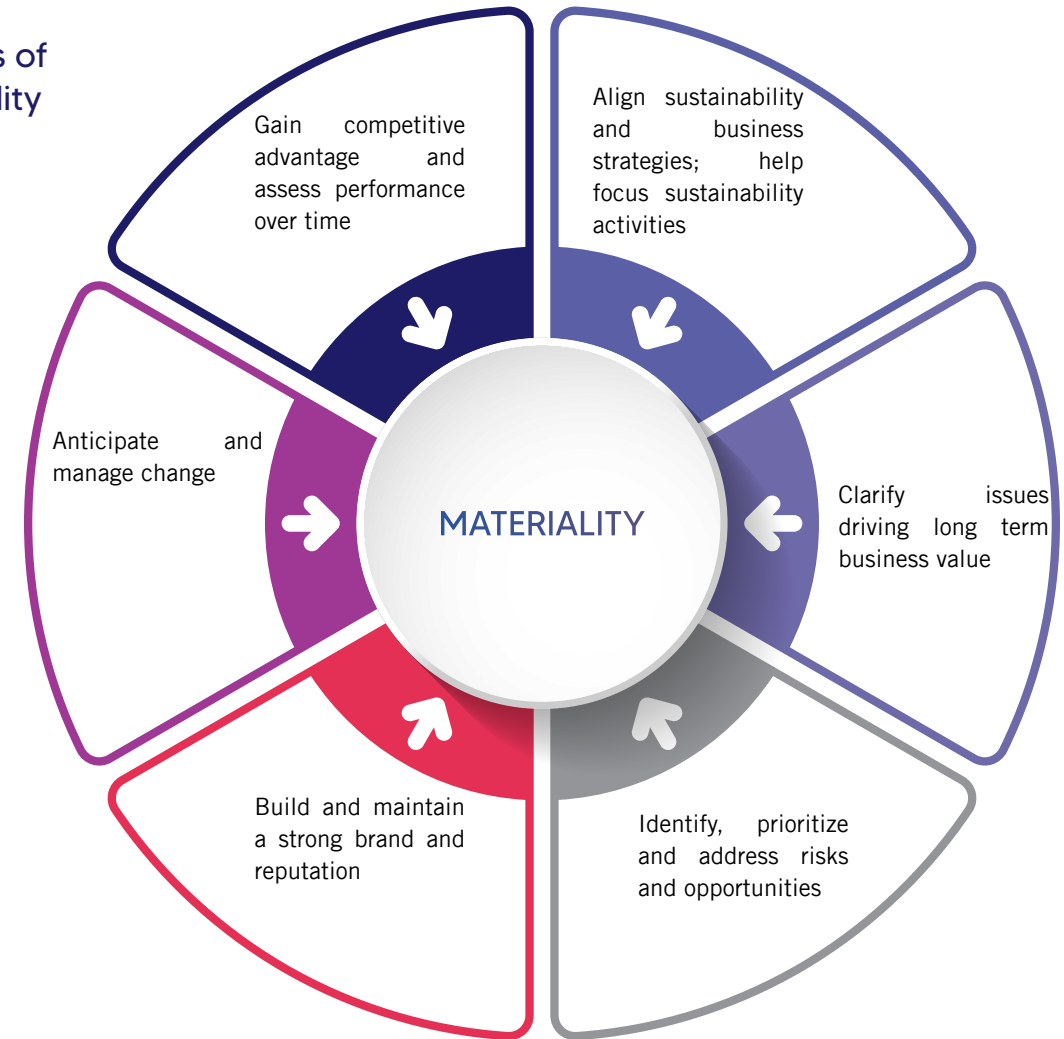 s of
lity
Gain competitive
advantage and
assess performance
over time
Align sustainability
and business
strategies; help
focus sustainability
activities
Anticipate and
manage change
MATERIALITY
Clarify issues
driving long term
business value
Build and maintain
a strong brand and
reputation
Identify, prioritize
and address risks
and opportunities